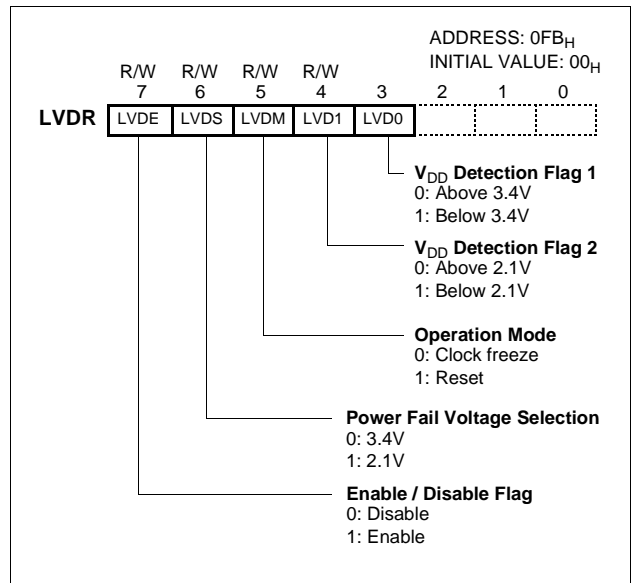 ADDRESS: 0FBH
INITIAL VALUE: 00H
R/W R/W R/W R/W
7 6 5 4 3 2 1 0
LVDR LVDE LVDS LVDM LVD1 LVD0
VDD Detection Flag 1
0: Above 3.4V
1: Below 3.4V
VDD Detection Flag 2
0: Above 2.1V
1: Below 2.1V
Operation Mode
0: Clock freeze
1: Reset
Power Fail Voltage Selection
0: 3.4V
1: 2.1V
Enable / Disable Flag
0: Disable
1: Enable